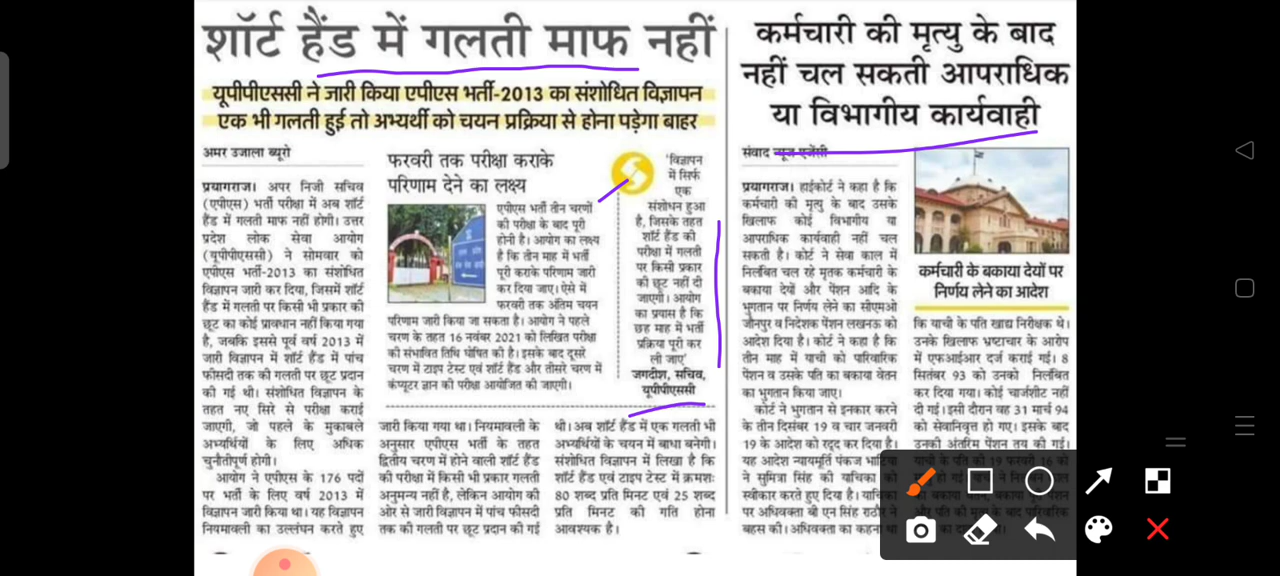 शॉर्ट हैंड में गलती माफ नहीं
यूपीपीएससी ने जारी किया एपीएस भर्ती-2013 का संशोधित विज्ञापन
एक भी गलती हुई तो अभ्यर्थी को चयन प्रक्रिया से होना पड़ेगा बाहर
अमर उजाला ब्यूरो
प्रयागराज। अपर निजी सचिव
(एपीएस) भर्ती परीक्षा में अब शॉर्ट
हैंड में गलती माफ नहीं होगी। उत्तर
प्रदेश लोक सेवा आयोग
(यूपीपीएससी) ने सोमवार को
एपीएस भर्ती-2013 का संशोधित
विज्ञापन जारी कर दिया, जिसमें शॉर्ट
हैंड में गलती पर किसी भी प्रकार की
छूट का कोई प्रावधान नहीं किया गया
है, जबकि इससे पूर्व वर्ष 2013 में
जारी विज्ञापन में शॉर्ट हैंड में पांच
फीसदी तक की गलती पर छूट प्रदान
की गई थी। संशोधित विज्ञापन के
तहत नए सिरे से परीक्षा कराई
जाएगी, जो पहले के मुकाबले
अभ्यर्थियों के लिए अधिक
चुनौतीपूर्ण होगी।
आयोग ने एपीएस के 176 पदों
पर भर्ती के लिए वर्ष 2013 में
विज्ञापन जारी किया था। यह विज्ञापन
नियमावली का उल्लंघन करते हुए
फरवरी तक परीक्षा कराके
परिणाम देने का लक्ष्य
एपीएस भर्ती तीन चरणों
की परीक्षा के बाद पूरी
होनी है। आयोग का लक्ष्य
है कि तीन माह में भर्ती
पूरी कराके परिणाम जारी
कर दिया जाए। ऐसे में
फरवरी तक अंतिम चयन
परिणाम जारी किया जा सकता है। आयोग ने पहले
चरण के तहत 16 नवंबर 2021 को लिखित परीक्षा
की संभावित तिथि घोषित की है। इसके बाद दूसरे
चरण में टाइप टेस्ट एवं शॉर्ट हैंड और तीसरे चरण में
कंप्यूटर ज्ञान की परीक्षा आयोजित की जाएगी।
'विज्ञापन
में सिर्फ
एक
संशोधन हुआ
है, जिसके तहत
शॉर्ट हैंड की
परीक्षा में गलती
पर किसी प्रकार
की छूट नहीं दी
जाएगी। आयोग
का प्रयास है कि
छह माह में भर्ती
प्रक्रिया पूरी कर
ली जाए'
जगदीश, सचिव,
यूपीपीएससी
जारी किया गया था। नियमावली के
अनुसार एपीएस भर्ती के तहत
द्वितीय चरण में होने वाली शॉर्ट हैंड
की परीक्षा में किसी भी प्रकार गलती
अनुमन्य नहीं है, लेकिन आयोग की
ओर से जारी विज्ञापन में पांच फीसदी
तक की गलती पर छूट प्रदान की गई
थी। अब शॉर्ट हैंड में एक गलती भी
अभ्यर्थियों के चयन में बाधा बनेगी।
संशोधित विज्ञापन में लिखा है कि
शॉर्ट हैंड एवं टाइप टेस्ट में क्रमशः
80 शब्द प्रति मिनट एवं 25 शब्द
प्रति मिनट की गति होना
आवश्यक है।
कर्मचारी की मृत्यु के बाद
नहीं चल सकती आपराधिक
या विभागीय कार्यवाही
संवाद न्यूज एजेंसी
प्रयागराज। हाईकोर्ट ने कहा है कि
कर्मचारी की मृत्यु के बाद उसके
खिलाफ कोई विभागीय या
आपराधिक कार्यवाही नहीं चल
सकती है। कोर्ट ने सेवा काल में
निलंबित चल रहे मृतक कर्मचारी के
बकाया देयों और पेंशन आदि के
भुगतान पर निर्णय लेने का सीएमओ
जौनपुर व निदेशक पेंशन लखनऊ को
आदेश दिया है। कोर्ट ने कहा है कि
तीन माह में याची को पारिवारिक
पेंशन व उसके पति का बकाया वेतन
का भुगतान किया जाए।
कोर्ट ने भुगतान से इनकार करने
के तीन दिसंबर 19 व चार जनवरी
19 के आदेश को रद्द कर दिया है।
यह आदेश न्यायमूर्ति पंकज भाटिया
ने सुमित्रा सिंह की याचिका को
स्वीकार करते हुए दिया है। याचिका
पर अधिवक्ता बी एन सिंह राठौर ने
बहस की। अधिवक्ता का कहना था
कर्मचारी के बकाया देयों पर
निर्णय लेने का आदेश
कि याची के पति खाद्य निरीक्षक थे।
उनके खिलाफ भ्रष्टाचार के आरोप
में एफआईआर दर्ज कराई गई। 8
सितंबर 93 को उनको निलंबित
कर दिया गया। कोई चार्जशीट नहीं
दी गई। इसी दौरान वह 31 मार्च 94
को सेवानिवृत्त हो गए। इसके बाद
उनकी अंतरिम पेंशन तय की गई।
याची के पति की 19 फरवरी 16 को